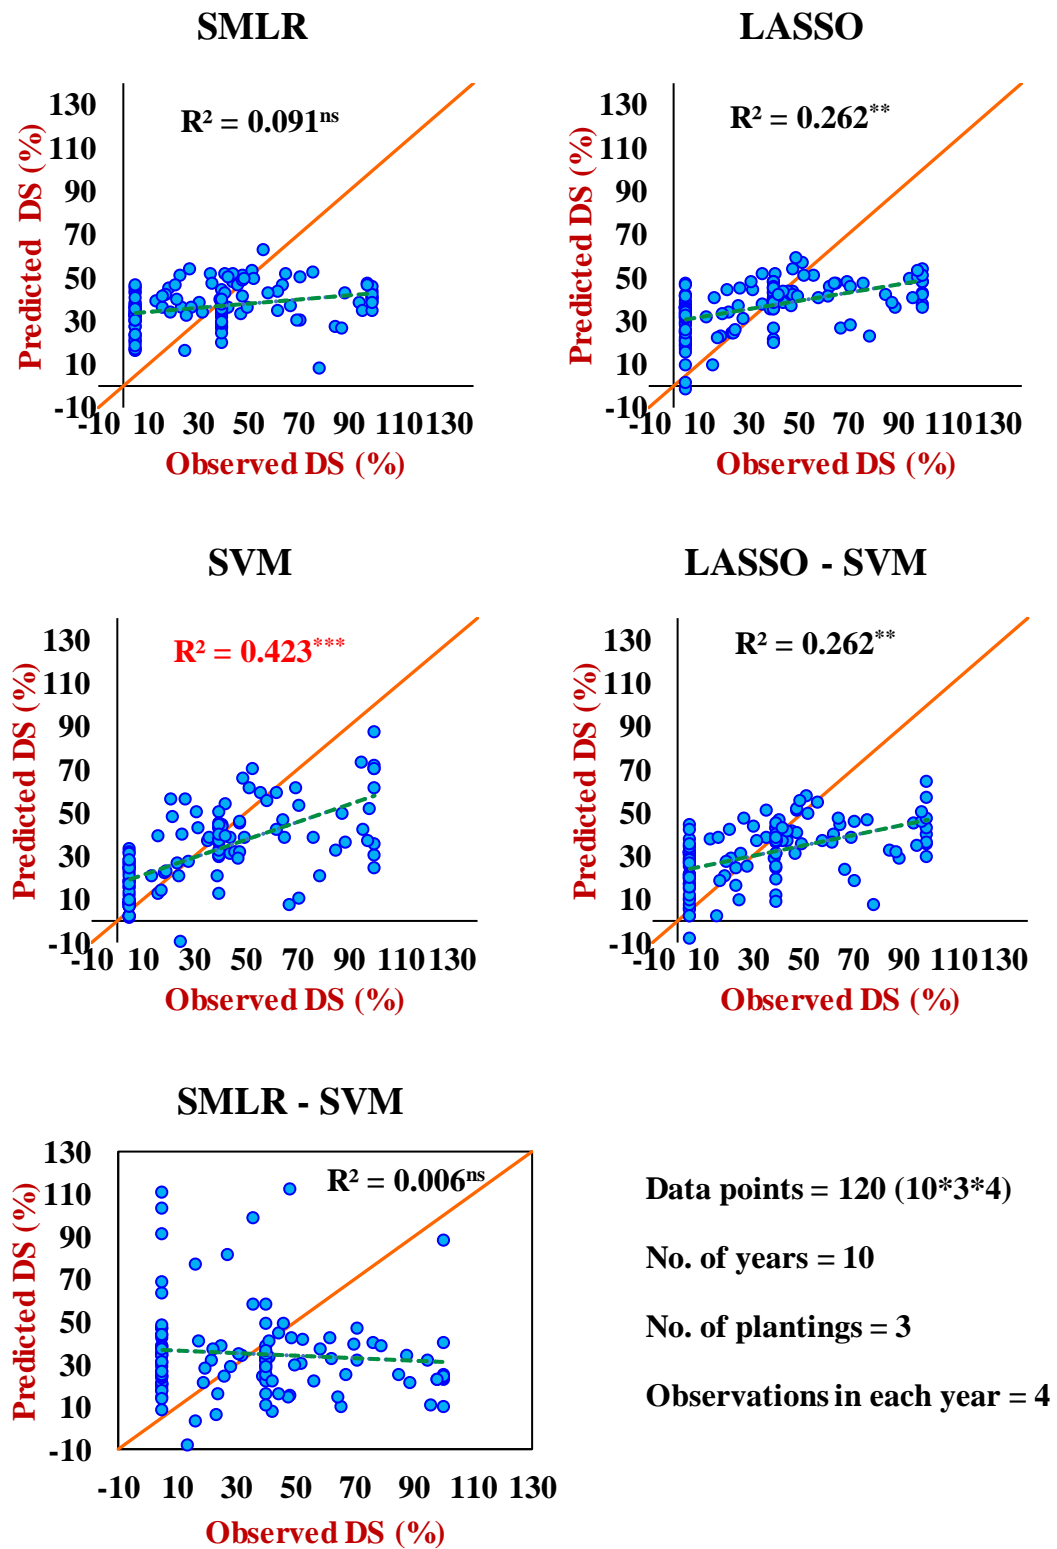 SMLR
R² = 0.091ns
130
110
90
70
50
30
10
-10
Predicted DS (%)
-10 10 30 50 70 90 110 130
Observed DS (%)
LASSO
R² = 0.262**
130
110
90
70
50
30
10
-10
Predicted DS (%)
-10 10 30 50 70 90 110 130
Observed DS (%)
SVM
R² = 0.423***
130
110
90
70
50
30
10
-10
Predicted DS (%)
-10 10 30 50 70 90 110 130
Observed DS (%)
LASSO - SVM
R² = 0.262**
130
110
90
70
50
30
10
-10
Predicted DS (%)
-10 10 30 50 70 90 110 130
Observed DS (%)
SMLR - SVM
R² = 0.006ns
130
110
90
70
50
30
10
-10
Predicted DS (%)
-10 10 30 50 70 90 110 130
Observed DS (%)
Data points = 120 (10*3*4)
No. of years = 10
No. of plantings = 3
Observations in each year = 4